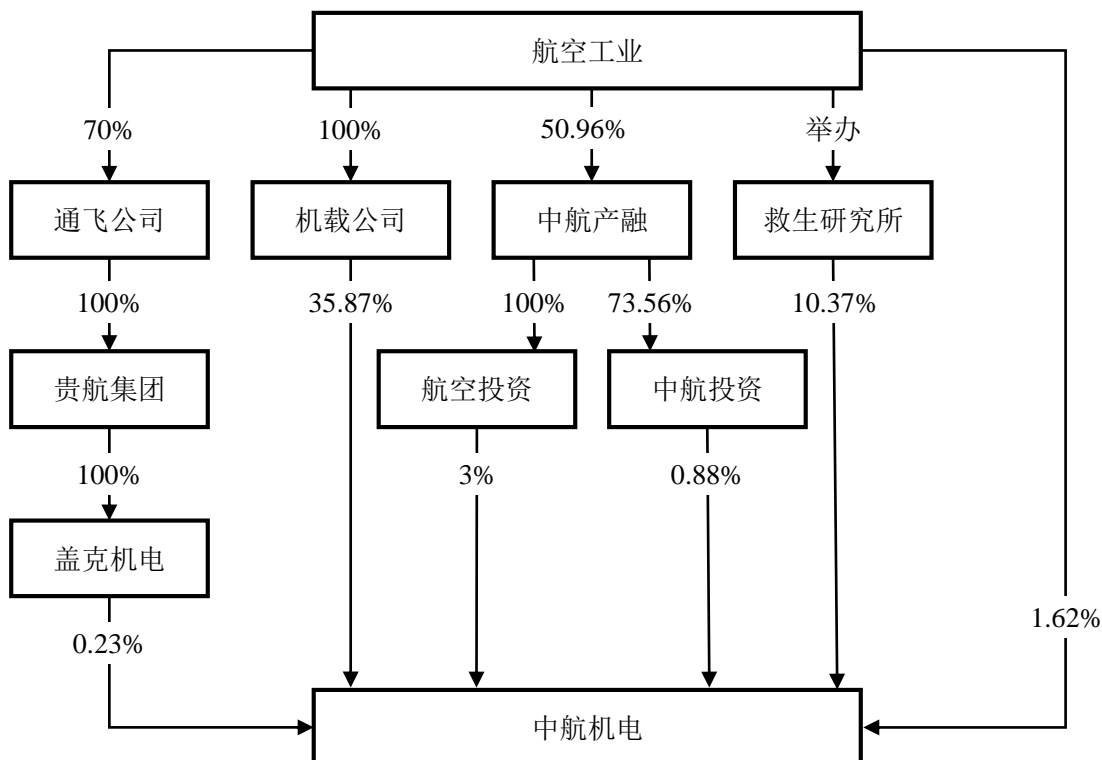 航空工业
70%
100%
50.96%
举办
通飞公司
机载公司
中航产融
救生研究所
100%
35.87%
100%
73.56%
10.37%
贵航集团
航空投资
中航投资
100%
3%
0.88%
盖克机电
1.62%
0.23%
中航机电